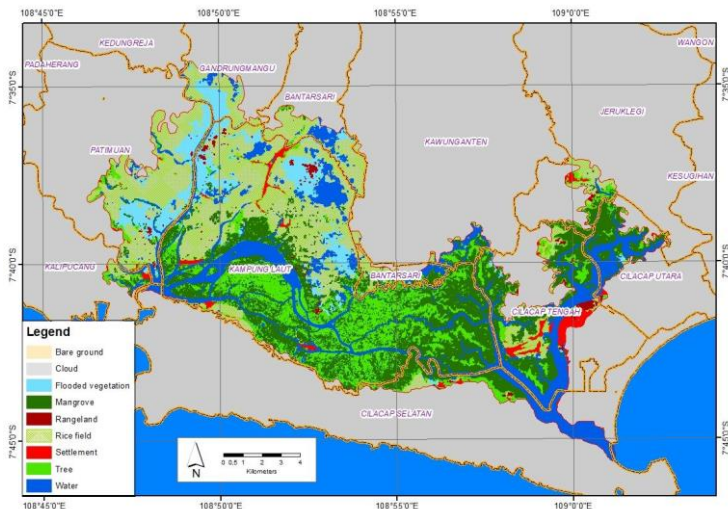 108°45'0"E 108°50'0"E 108°55'0"E 109°0'0"E
KEDUNGREJA
WANGON
PADAHERANG
GANDRUNGMANGU
7°35'0"S 7°35'0"S
BANTARSARI
JERUKLEGI
KAWUNGANTEN
PATIMUAN
KESUGIHAN
7°40'0"S 7°40'0"S
KALIPUCANG
KAMPUNG LAUT
BANTARSARI
CILACAP UTARA
CILACAP TENGAH
Legend
Bare ground
Cloud
Flooded vegetation
Mangrove
Rangeland
Rice field
Settlement
Tree
Water
CILACAP SELATAN
7°45'0"S 7°45'0"S
N
0 0.5 1 2 3 4
Kilometers
108°45'0"E 108°50'0"E 108°55'0"E 109°0'0"E